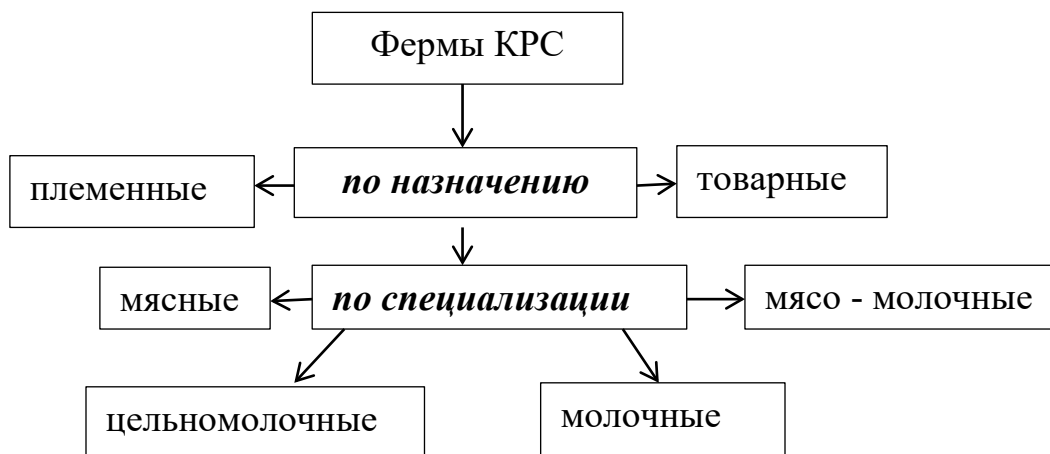 Фермы КРС
племенные
по назначению
товарные
мясные
по специализации
мясо - молочные
цельномолочные
молочные